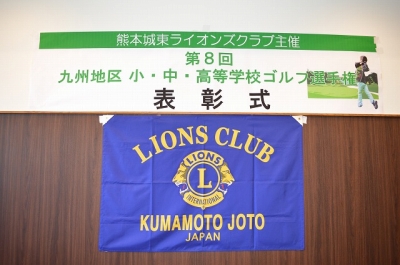 熊本城東ライオンズクラブ主催
第8回
九州地区 小・中・高等学校ゴルフ選手権
表彰式
LIONS CLUB
LIONS
L
INTERNATIONAL
KUMAMOTO JOTO
JAPAN